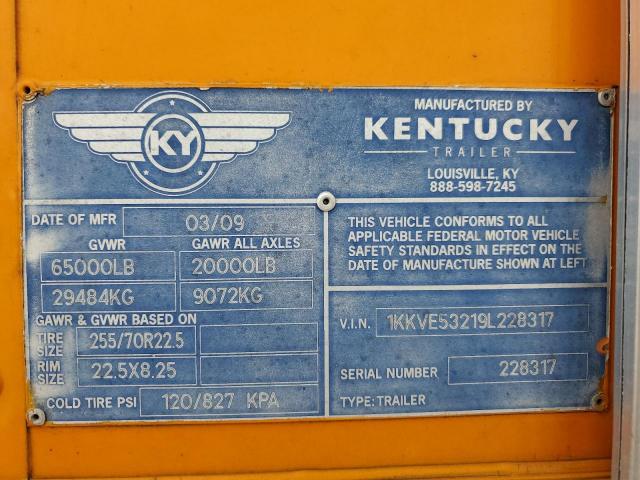 KY
MANUFACTURED BY
KENTUCKY
TRAILER
LOUISVILLE, KY
888-598-7245
DATE OF MFR 03/09
GVWR GAWR ALL AXLES
65000LB 20000LB
29484KG 9072KG
GAWR & GVWR BASED ON
TIRE SIZE 255/70R22.5
RIM SIZE 22.5X8.25
COLD TIRE PSI 120/827 KPA
THIS VEHICLE CONFORMS TO ALL
APPLICABLE FEDERAL MOTOR VEHICLE
SAFETY STANDARDS IN EFFECT ON THE
DATE OF MANUFACTURE SHOWN AT LEFT
V.I.N. 1KKVE53219L228317
SERIAL NUMBER 228317
TYPE: TRAILER